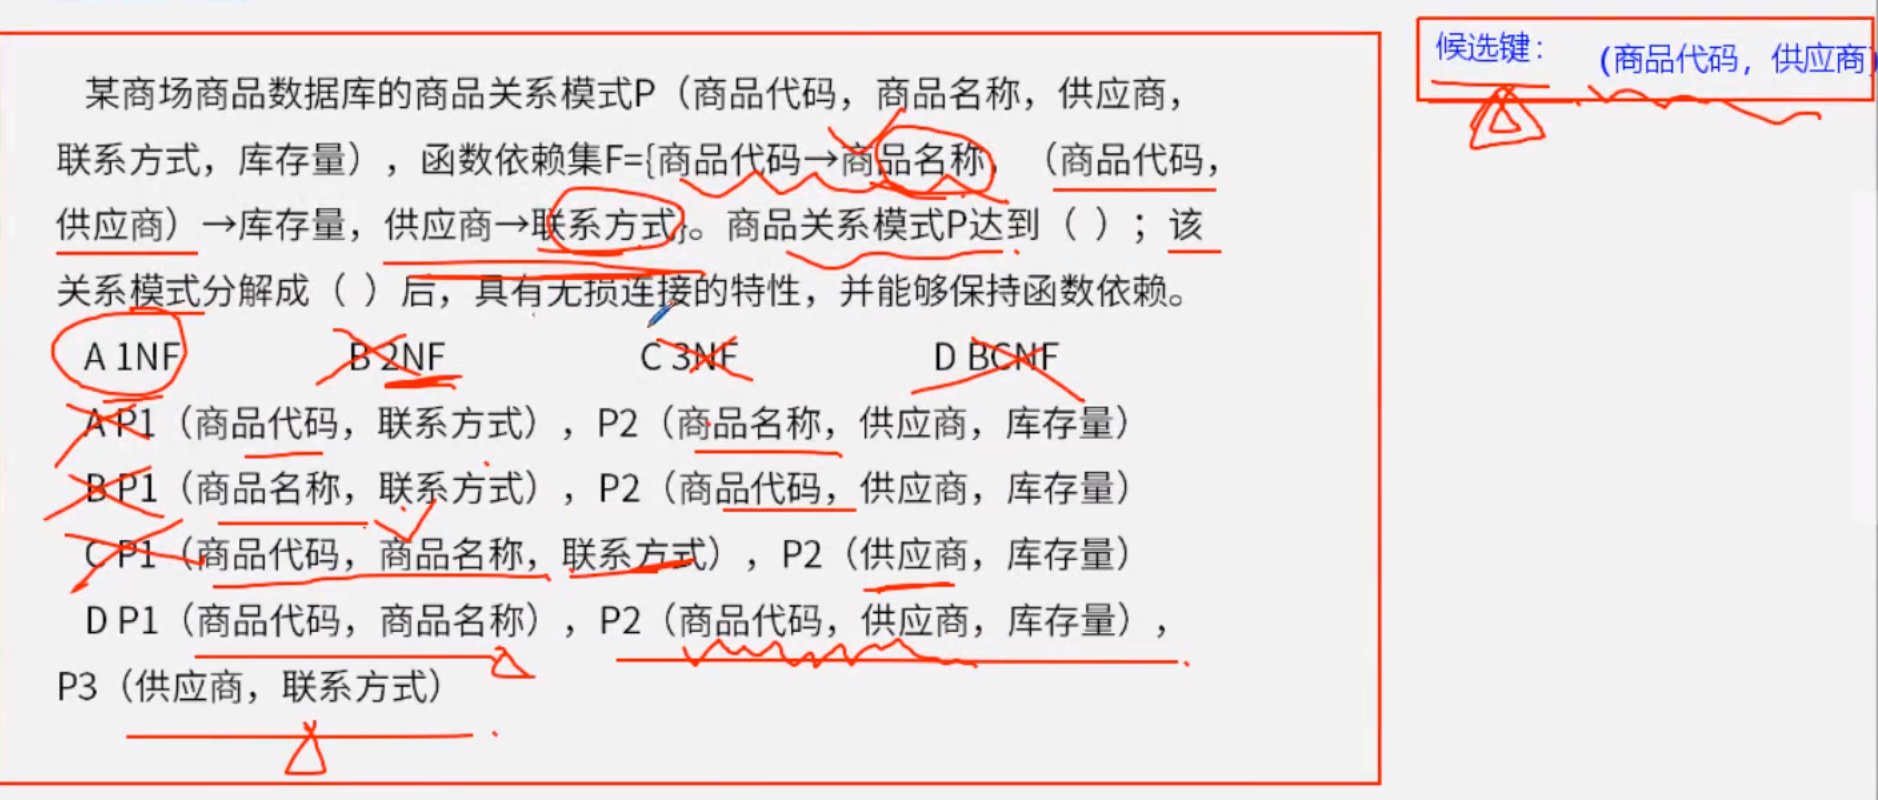 候选键： （商品代码，供应商）
某商场商品数据库的商品关系模式P（商品代码，商品名称，供应商，
联系方式，库存量），函数依赖集F={商品代码→商品名称，（商品代码，
供应商）→库存量，供应商→联系方式}。商品关系模式P达到（ ）；该
关系模式分解成（ ）后，具有无损连接的特性，并能够保持函数依赖。
A 1NF B 2NF C 3NF D BCNF
A P1（商品代码，联系方式），P2（商品名称，供应商，库存量）
B P1（商品名称，联系方式），P2（商品代码，供应商，库存量）
C P1（商品代码，商品名称，联系方式），P2（供应商，库存量）
D P1（商品代码，商品名称），P2（商品代码，供应商，库存量），
P3（供应商，联系方式）